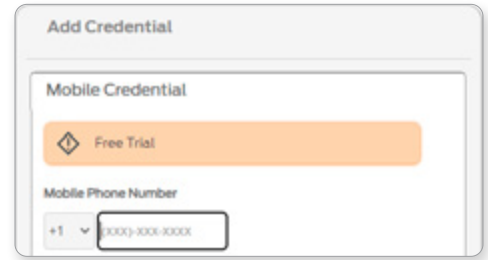 Add Credential
Mobile Credential
Free Trial
Mobile Phone Number
+1 (XXX)-XXX-XXXX